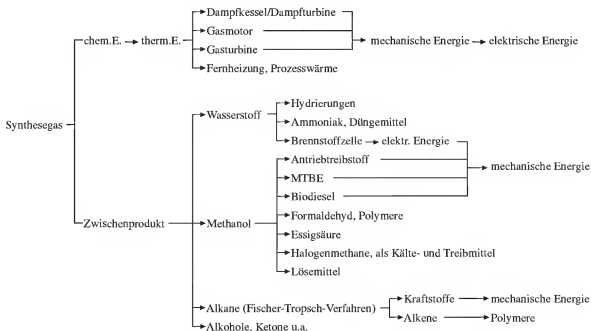 Dampfkessel/Dampfturbine
Gasmotor
chem.E. therm.E. mechanische Energie elektrische Energie
Gasturbine
Fernheizung, Prozesswärme
Hydrierungen
Wasserstoff Ammoniak, Düngemittel
Synthesegas
Brennstoffzelle elektr. Energie
Antriebtreibstoff mechanische Energie
MTBE
Biodiesel
Zwischenprodukt Methanol Formaldehyd, Polymere
Essigsäure
Halogenmethane, als Kälte- und Treibmittel
Lösemittel
Kraftstoffe mechanische Energie
Alkane (Fischer-Tropsch-Verfahren)
Alkene Polymere
Alkohole, Ketone u.a.